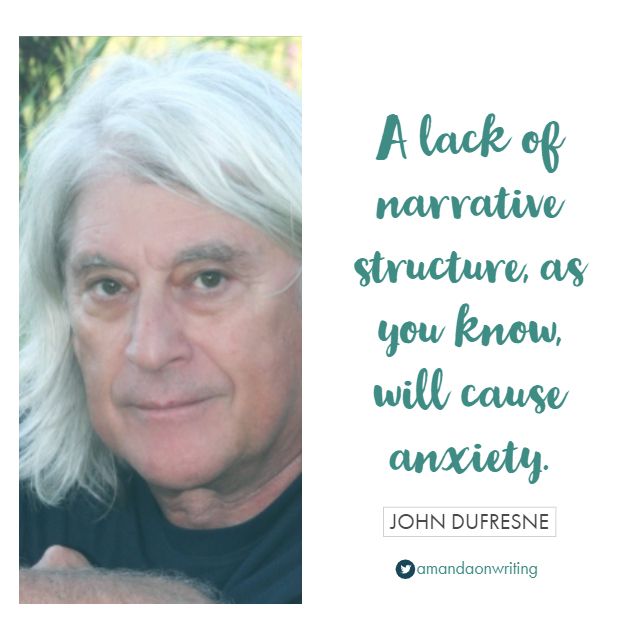 A lack of
narrative
structure, as
you know,
will cause
anxiety.
JOHN DUFRESNE
amandaonwriting